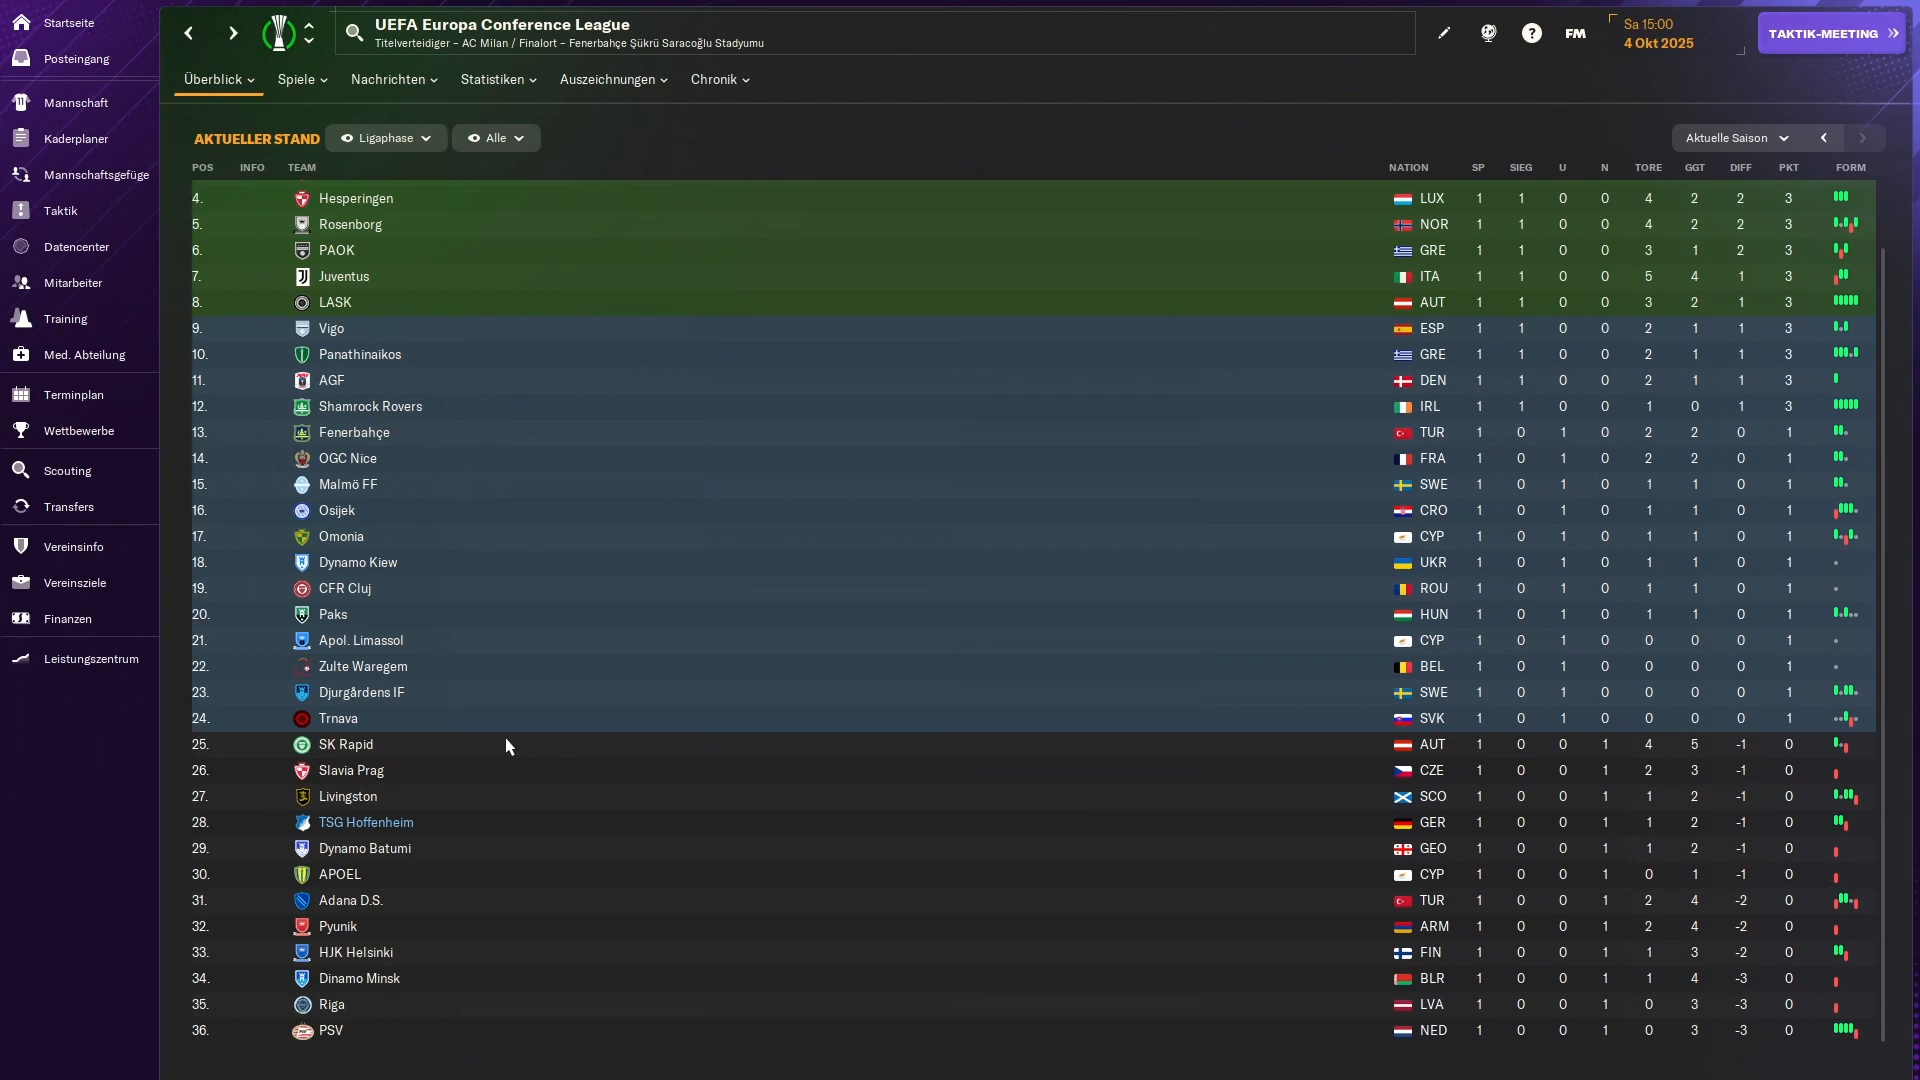 Startseite
Posteingang
Mannschaft
Kaderplaner
Mannschaftsgefüge
Taktik
Datencenter
Mitarbeiter
Training
Med. Abteilung
Terminplan
Wettbewerbe
Scouting
Transfers
Vereinsinfo
Vereinsziele
Finanzen
Leistungszentrum
UEFA Europa Conference League
Titelverteidiger – AC Milan / Finalort – Fenerbahçe Şükrü Saracoğlu Stadyumu
FM
Sa 15:00
4 Okt 2025
TAKTIK-MEETING
Überblick Spiele Nachrichten Statistiken Auszeichnungen Chronik
AKTUELLER STAND Ligaphase Alle Aktuelle Saison
POS INFO TEAM NATION SP SIEG U N TORE GGT DIFF PKT FORM
4. Hesperingen LUX 1 1 0 0 4 2 2 3
5. Rosenborg NOR 1 1 0 0 4 2 2 3
6. PAOK GRE 1 1 0 0 3 1 2 3
7. Juventus ITA 1 1 0 0 5 4 1 3
8. LASK AUT 1 1 0 0 3 2 1 3
9. Vigo ESP 1 1 0 0 2 1 1 3
10. Panathinaikos GRE 1 1 0 0 2 1 1 3
11. AGF DEN 1 1 0 0 2 1 1 3
12. Shamrock Rovers IRL 1 1 0 0 1 0 1 3
13. Fenerbahçe TUR 1 0 1 0 2 2 0 1
14. OGC Nice FRA 1 0 1 0 2 2 0 1
15. Malmö FF SWE 1 0 1 0 1 1 0 1
16. Osijek CRO 1 0 1 0 1 1 0 1
17. Omonia CYP 1 0 1 0 1 1 0 1
18. Dynamo Kiew UKR 1 0 1 0 1 1 0 1
19. CFR Cluj ROU 1 0 1 0 1 1 0 1
20. Paks HUN 1 0 1 0 1 1 0 1
21. Apol. Limassol CYP 1 0 1 0 0 0 0 1
22. Zulte Waregem BEL 1 0 1 0 0 0 0 1
23. Djurgårdens IF SWE 1 0 1 0 0 0 0 1
24. Trnava SVK 1 0 1 0 0 0 0 1
25. SK Rapid AUT 1 0 0 1 4 5 -1 0
26. Slavia Prag CZE 1 0 0 1 2 3 -1 0
27. Livingston SCO 1 0 0 1 1 2 -1 0
28. TSG Hoffenheim GER 1 0 0 1 1 2 -1 0
29. Dynamo Batumi GEO 1 0 0 1 1 2 -1 0
30. APOEL CYP 1 0 0 1 0 1 -1 0
31. Adana D.S. TUR 1 0 0 1 2 4 -2 0
32. Pyunik ARM 1 0 0 1 2 4 -2 0
33. HJK Helsinki FIN 1 0 0 1 1 3 -2 0
34. Dinamo Minsk BLR 1 0 0 1 1 4 -3 0
35. Riga LVA 1 0 0 1 0 3 -3 0
36. PSV NED 1 0 0 1 0 3 -3 0